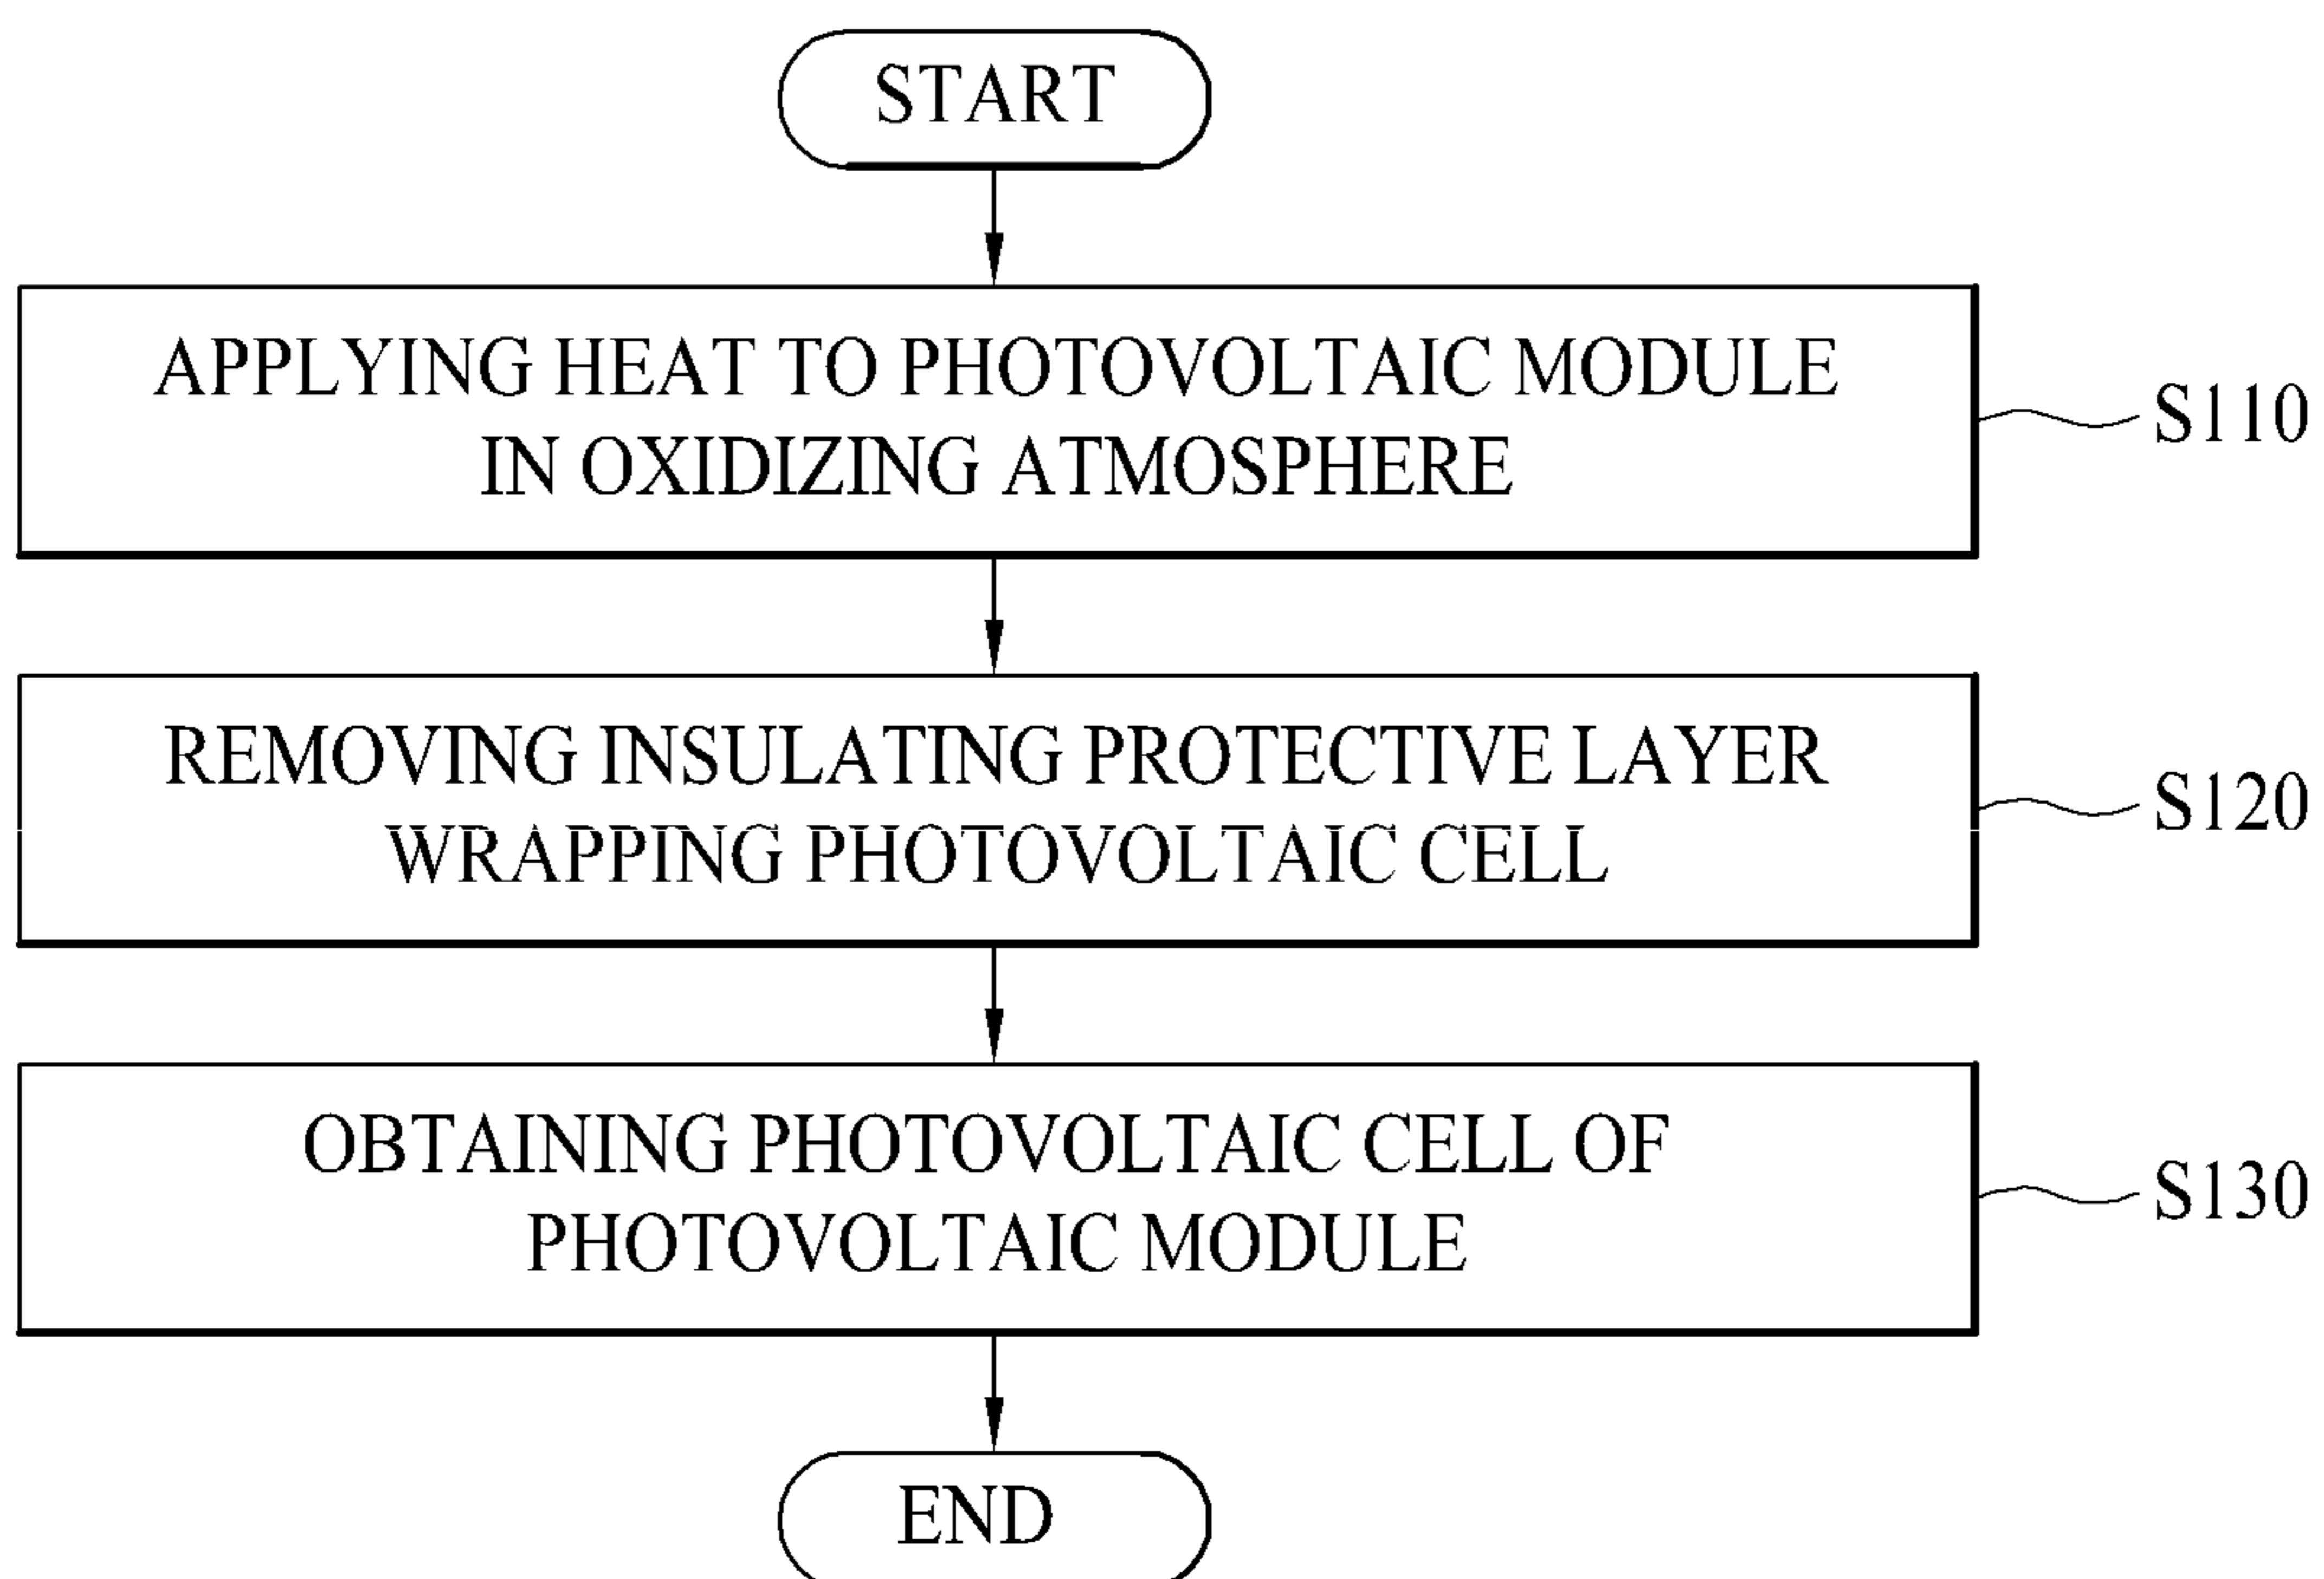 START
APPLYING HEAT TO PHOTOVOLTAIC MODULE
IN OXIDIZING ATMOSPHERE
S110
REMOVING INSULATING PROTECTIVE LAYER
WRAPPING PHOTOVOLTAIC CELL
S120
OBTAINING PHOTOVOLTAIC CELL OF
PHOTOVOLTAIC MODULE
S130
END